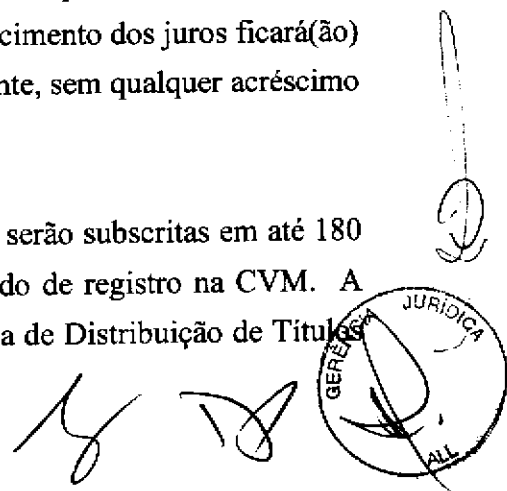 cimento dos juros ficará(ão)
nte, sem qualquer acréscimo
serão subscritas em até 180
do de registro na CVM. A
a de Distribuição de Títulos
GERÊNCIA JURÍDICA
ALL